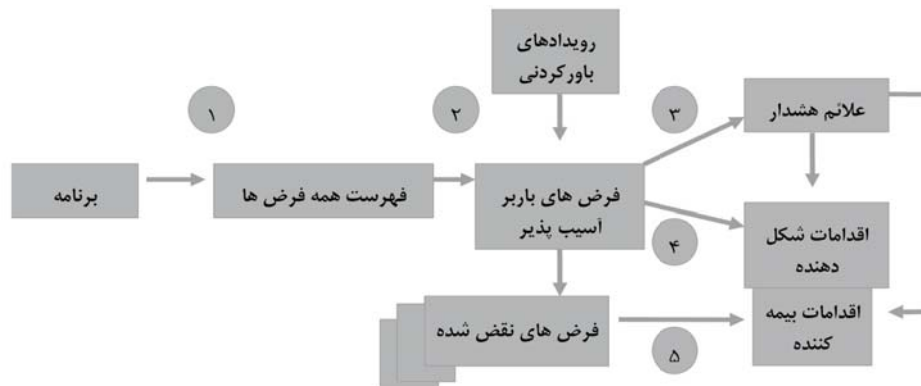 رویدادهای
باورکردنی
۱
۲
۳
علائم هشدار
برنامه
فهرست همه فرض ها
فرض های باربر
آسیب پذیر
۴
اقدامات شکل
دهنده
فرض های نقض شده
اقدامات بیمه
کننده
۵